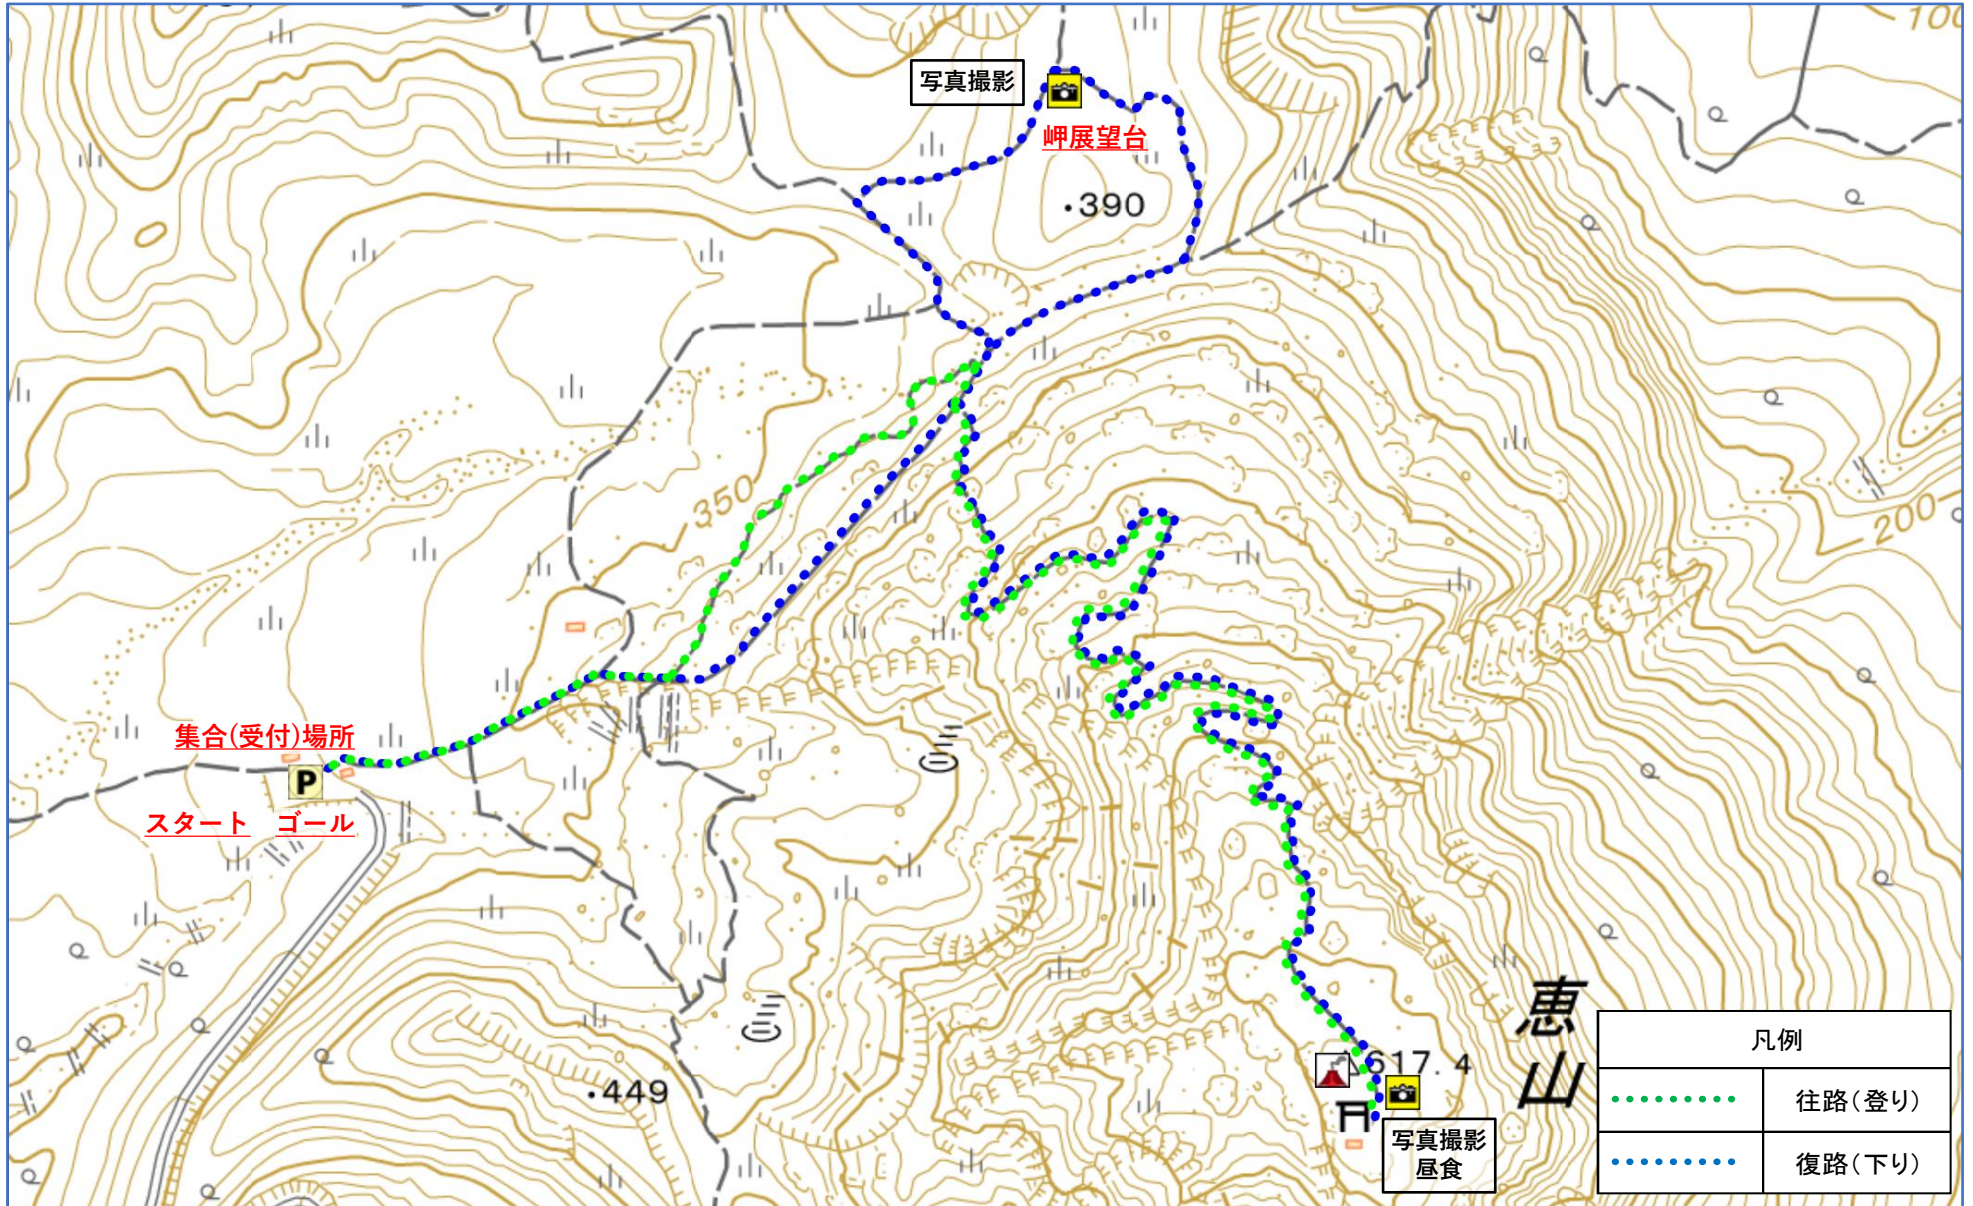 写真撮影
岬展望台
・390
350
200
集合(受付)場所
P
スタート ゴール
・449
617.4
写真撮影
昼食
恵山
凡例
往路(登り)
復路(下り)